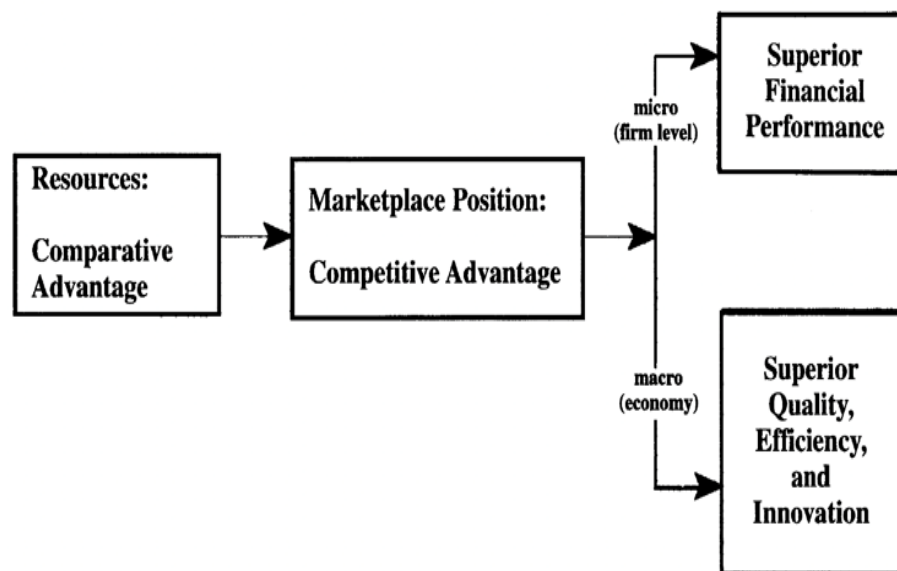 Resources:
Comparative
Advantage
Marketplace Position:
Competitive Advantage
micro
(firm level)
macro
(economy)
Superior
Financial
Performance
Superior
Quality,
Efficiency,
and
Innovation